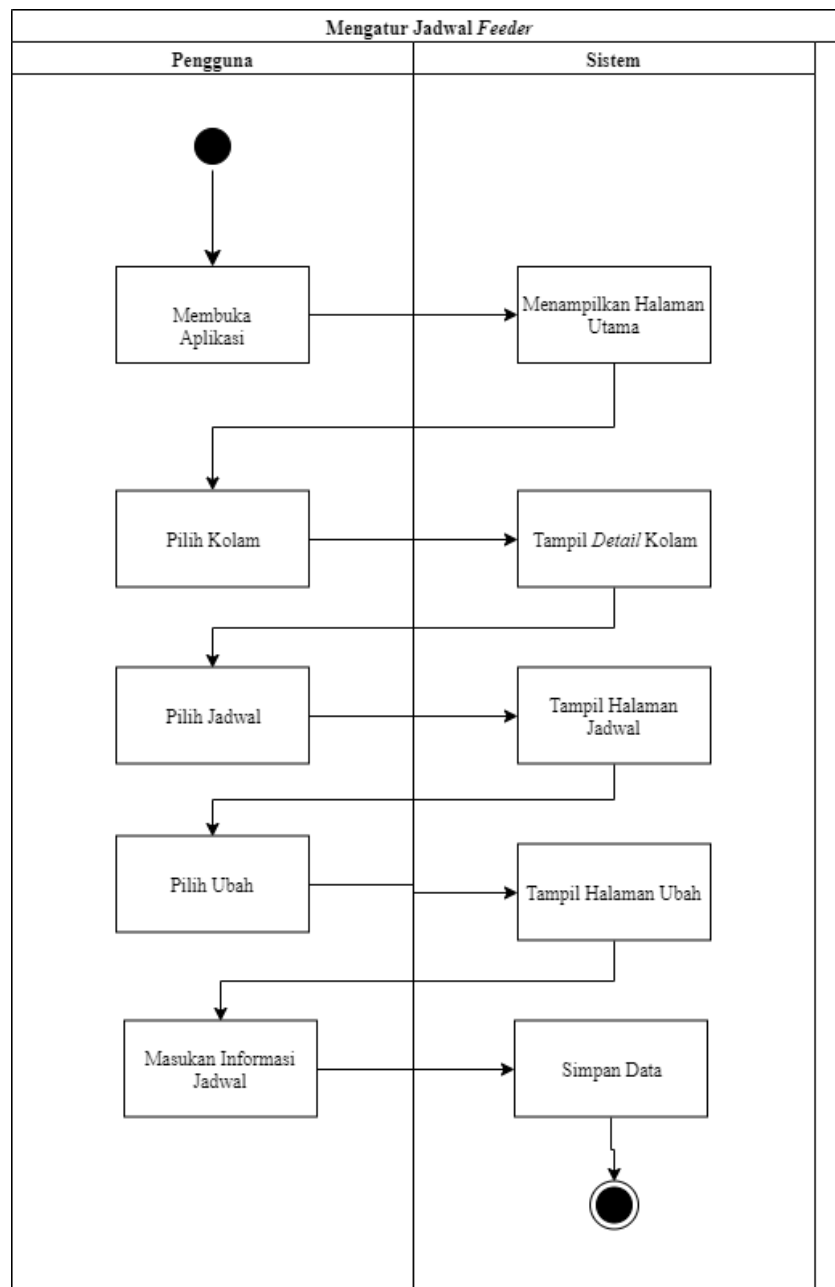 Mengatur Jadwal Feeder
Pengguna
Sistem
Membuka
Aplikasi
Menampilkan Halaman
Utama
Pilih Kolam
Tampil Detail Kolam
Pilih Jadwal
Tampil Halaman
Jadwal
Pilih Ubah
Tampil Halaman Ubah
Masukan Informasi
Jadwal
Simpan Data